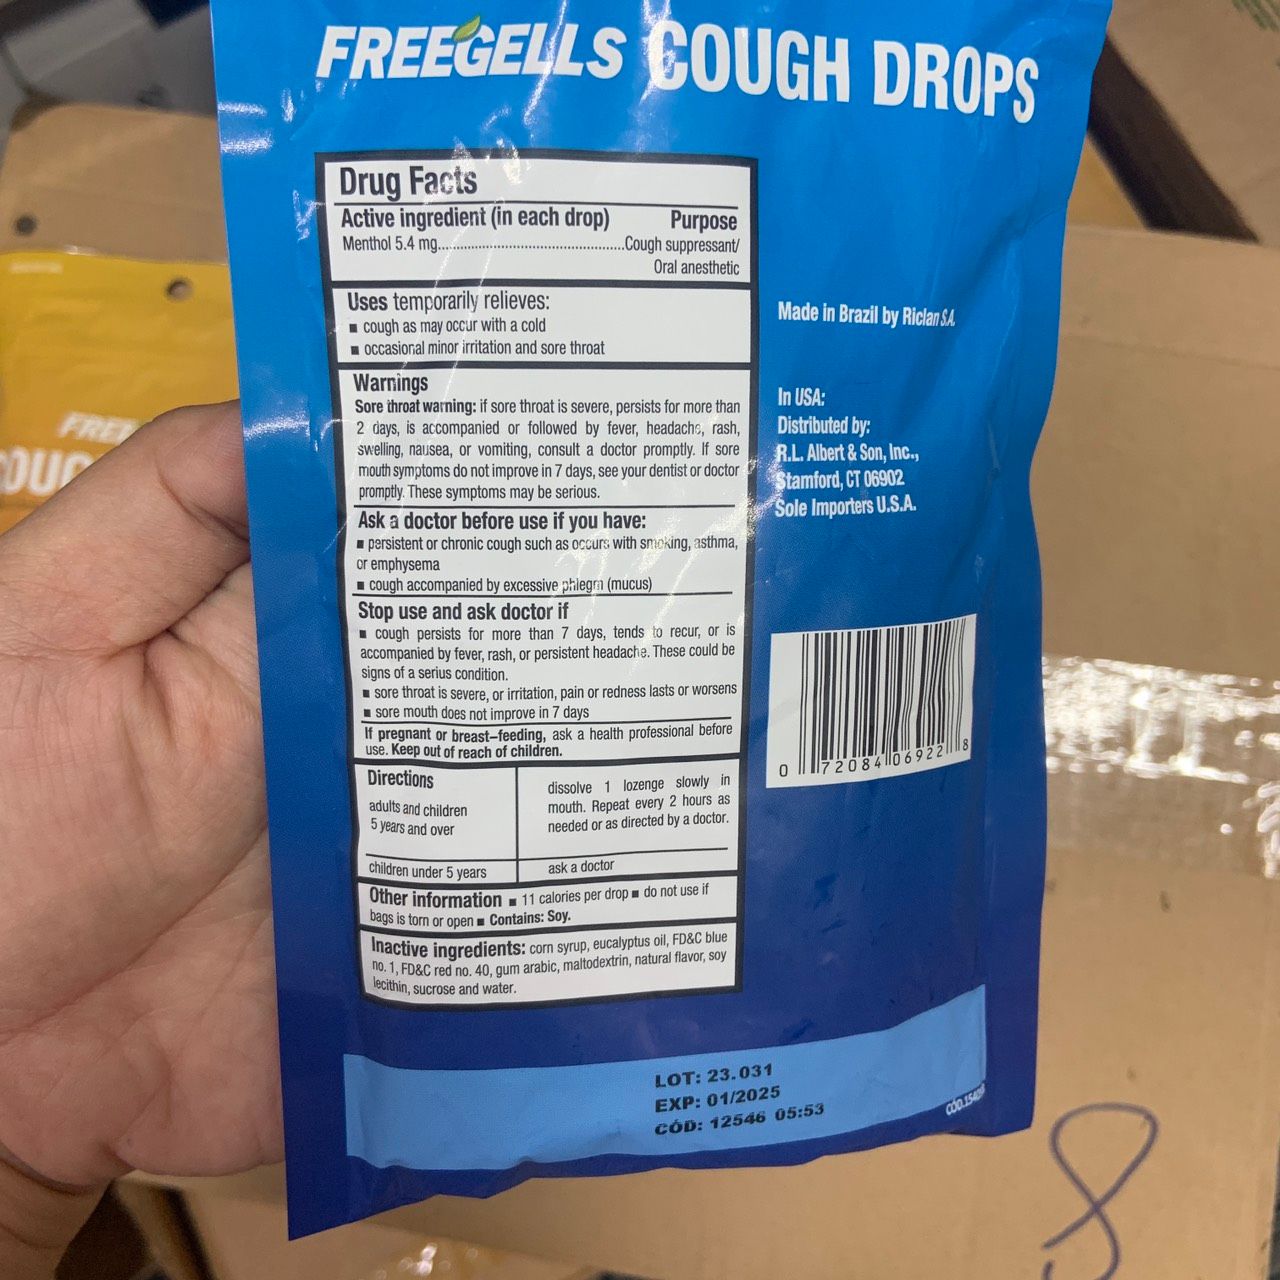 FREEGELLS COUGH DROPS
Drug Facts
Active ingredient (in each drop) Purpose
Menthol 5.4 mg..........................................Cough suppressant/
Oral anesthetic
Uses temporarily relieves:
■ cough as may occur with a cold
■ occasional minor irritation and sore throat
Warnings
Sore throat warning: if sore throat is severe, persists for more than
2 days, is accompanied or followed by fever, headache, rash,
swelling, nausea, or vomiting, consult a doctor promptly. If sore
mouth symptoms do not improve in 7 days, see your dentist or doctor
promptly. These symptoms may be serious.
Ask a doctor before use if you have:
■ persistent or chronic cough such as occurs with smoking, asthma,
or emphysema
■ cough accompanied by excessive phlegm (mucus)
Stop use and ask doctor if
■ cough persists for more than 7 days, tends to recur, or is
accompanied by fever, rash, or persistent headache. These could be
signs of a serius condition.
■ sore throat is severe, or irritation, pain or redness lasts or worsens
■ sore mouth does not improve in 7 days
If pregnant or breast–feeding, ask a health professional before
use. Keep out of reach of children.
Directions
adults and children
5 years and over
dissolve 1 lozenge slowly in
mouth. Repeat every 2 hours as
needed or as directed by a doctor.
children under 5 years ask a doctor
Other information ■ 11 calories per drop ■ do not use if
bags is torn or open ■ Contains: Soy.
Inactive ingredients: corn syrup, eucalyptus oil, FD&C blue
no. 1, FD&C red no. 40, gum arabic, maltodextrin, natural flavor, soy
lecithin, sucrose and water.
Made in Brazil by Riclan S.A.
In USA:
Distributed by:
R.L. Albert & Son, Inc.,
Stamford, CT 06902
Sole Importers U.S.A.
0 72084 06922 8
LOT: 23.031
EXP: 01/2025
CÓD: 12546 05:53
8